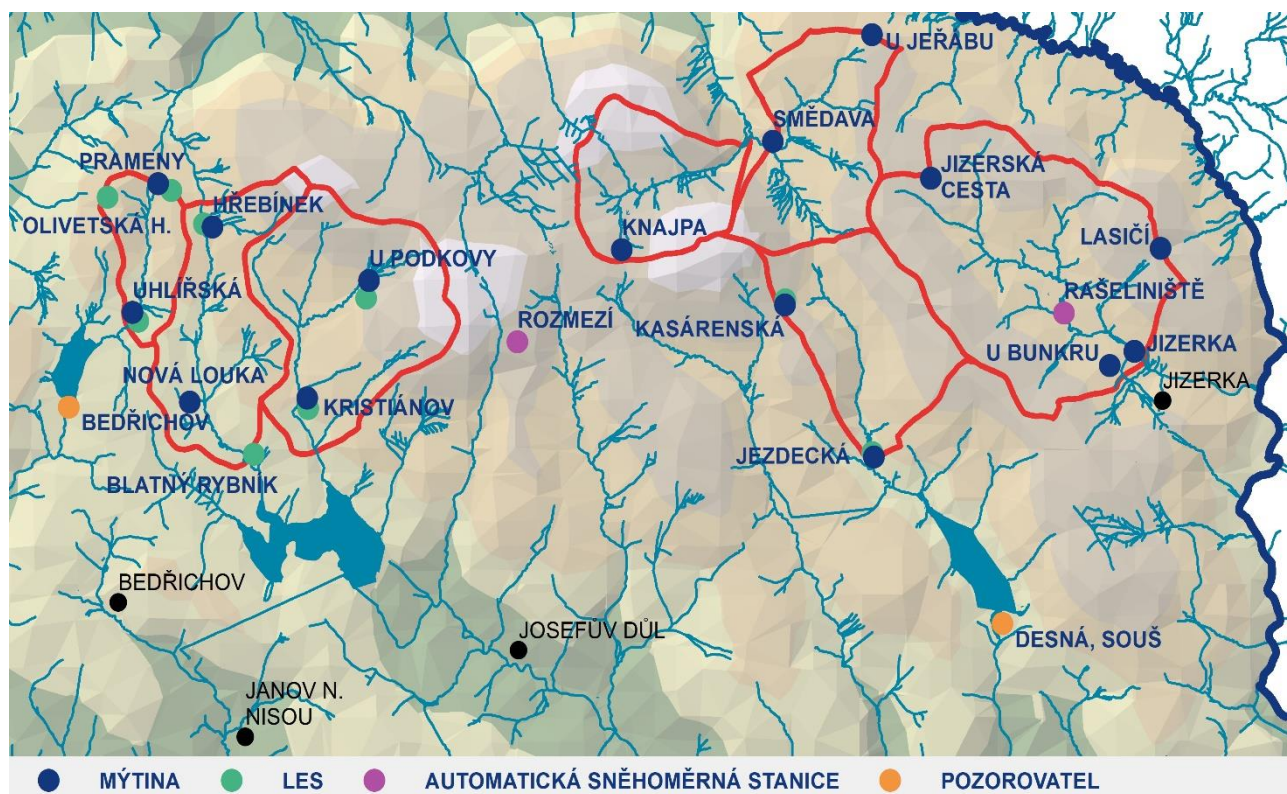 U JEŘÁBU
SMĚDAVA
PRAMENY
JIZERSKÁ
CESTA
HŘEBÍNEK
OLIVETSKÁ H.
KNAJPA
LASIČÍ
U PODKOVY
UHLÍŘSKÁ
RAŠELINIŠTĚ
ROZMEZÍ
KASÁRENSKÁ
U BUNKRU
JIZERKA
NOVÁ LOUKA
JIZERKA
KRISTIÁNOV
BEDŘICHOV
JEZDECKÁ
BLATNÝ RYBNÍK
BEDŘICHOV
JOSEFŮV DŮL
DESNÁ, SOUŠ
JANOV N.
NISOU
MÝTINA
LES
AUTOMATICKÁ SNĚHOMĚRNÁ STANICE
POZOROVATEL